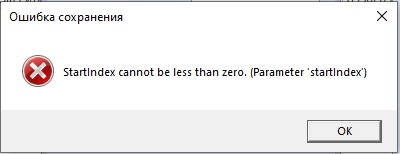 Ошибка сохранения
StartIndex cannot be less than zero. (Parameter 'startIndex')
OK